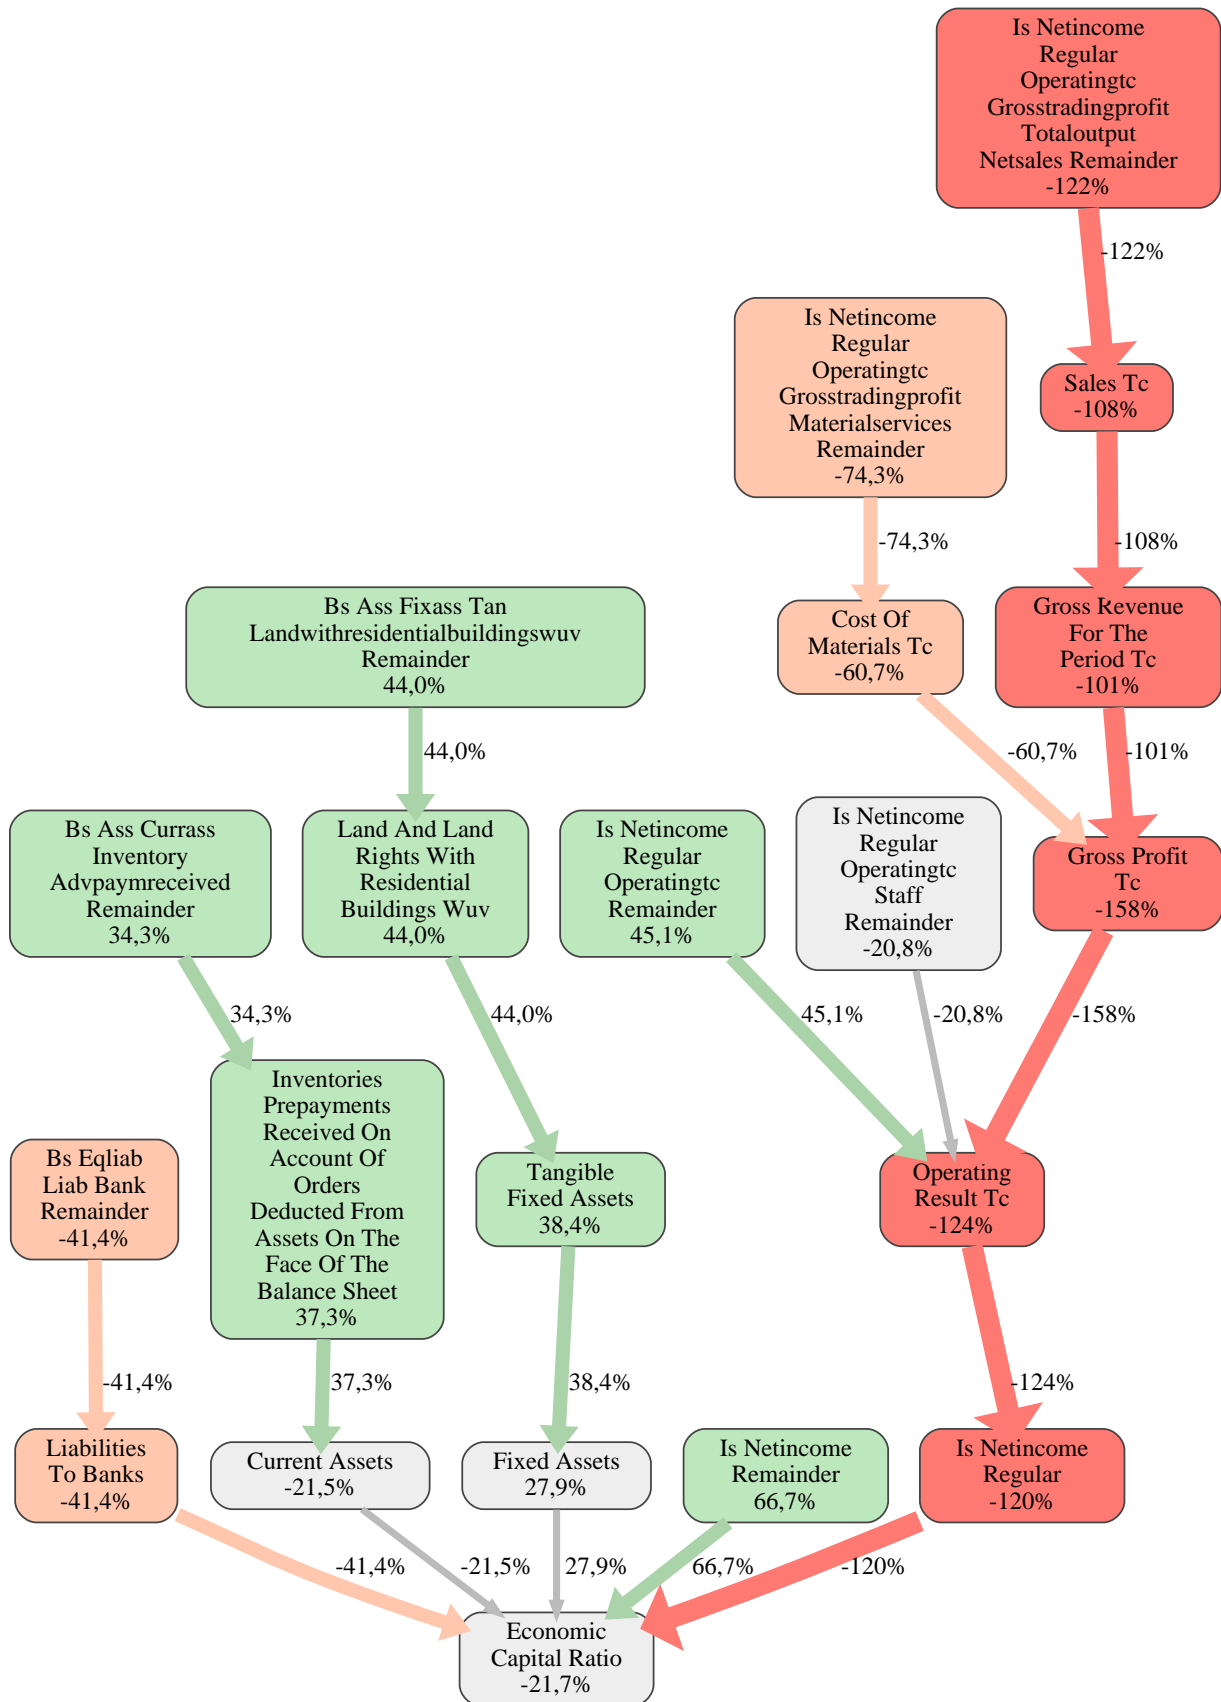 Is Netincome
Regular
Operatingtc
Grosstradingprofit
Totaloutput
Netsales Remainder
-122%
-122%
Is Netincome
Regular
Operatingtc
Grosstradingprofit
Materialservices
Remainder
-74,3%
Sales Tc
-108%
-74,3%
-108%
Bs Ass Fixass Tan
Landwithresidentialbuildingswuv
Remainder
44,0%
Cost Of
Materials Tc
-60,7%
Gross Revenue
For The
Period Tc
-101%
44,0%
-60,7%
-101%
Bs Ass Currass
Inventory
Advpaymreceived
Remainder
34,3%
Land And Land
Rights With
Residential
Buildings Wuv
44,0%
Is Netincome
Regular
Operatingtc
Remainder
45,1%
Is Netincome
Regular
Operatingtc
Staff
Remainder
-20,8%
Gross Profit
Tc
-158%
34,3%
44,0%
45,1%
-20,8%
-158%
Bs Eqliab
Liab Bank
Remainder
-41,4%
Inventories
Prepayments
Received On
Account Of
Orders
Deducted From
Assets On The
Face Of The
Balance Sheet
37,3%
Tangible
Fixed Assets
38,4%
Operating
Result Tc
-124%
-41,4%
37,3%
38,4%
-124%
Liabilities
To Banks
-41,4%
Current Assets
-21,5%
Fixed Assets
27,9%
Is Netincome
Remainder
66,7%
Is Netincome
Regular
-120%
-41,4%
-21,5%
27,9%
66,7%
-120%
Economic
Capital Ratio
-21,7%